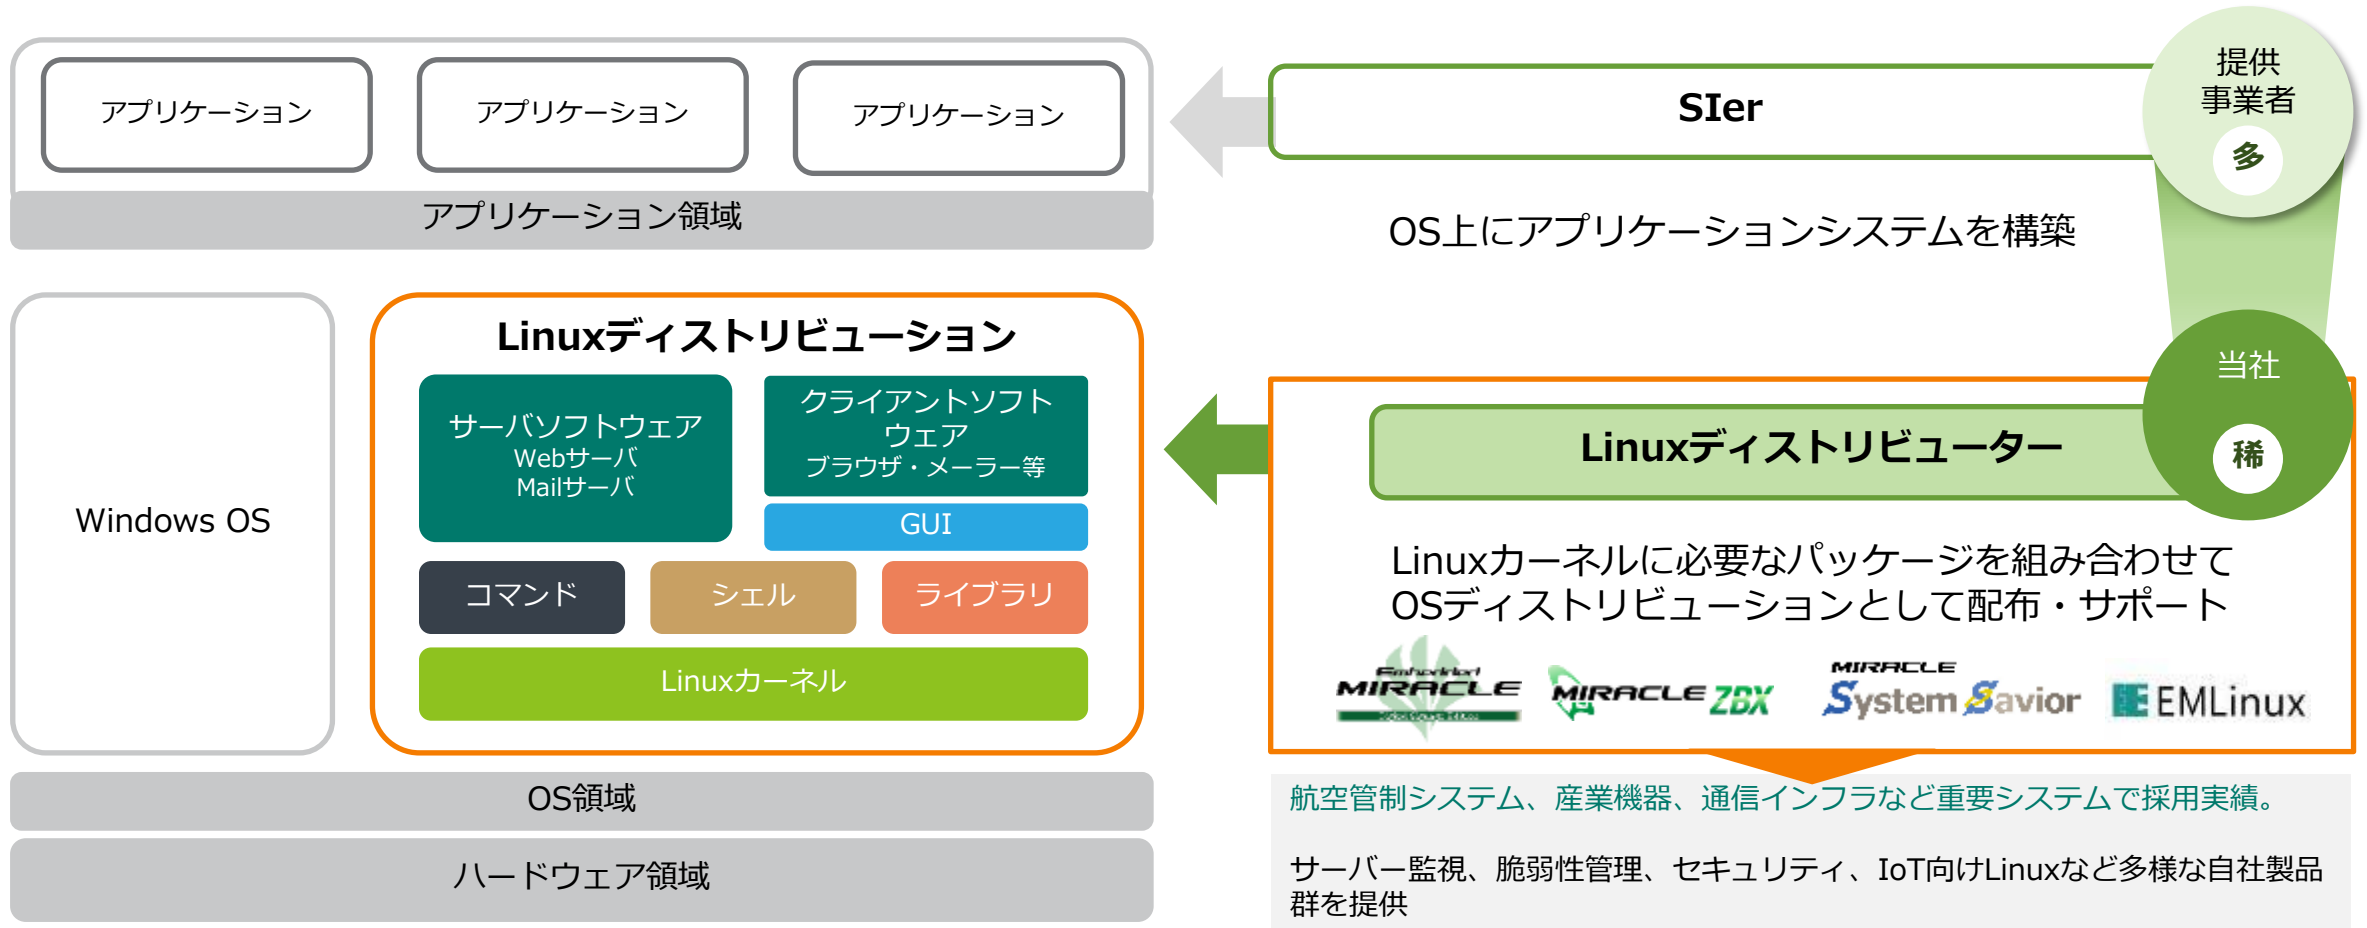 アプリケーション
アプリケーション
アプリケーション
アプリケーション領域
SIer
提供
事業者
多
OS上にアプリケーションシステムを構築
Windows OS
Linuxディストリビューション
サーバソフトウェア
Webサーバ
Mailサーバ
クライアントソフト
ウェア
ブラウザ・メーラー等
GUI
コマンド
シェル
ライブラリ
Linuxカーネル
OS領域
ハードウェア領域
当社
稀
Linuxディストリビューター
Linuxカーネルに必要なパッケージを組み合わせて
OSディストリビューションとして配布・サポート
Embedded
MIRACLE
MIRACLE ZBX
MIRACLE
System Savior
EMLinux
航空管制システム、産業機器、通信インフラなど重要システムで採用実績。
サーバー監視、脆弱性管理、セキュリティ、IoT向けLinuxなど多様な自社製品
群を提供